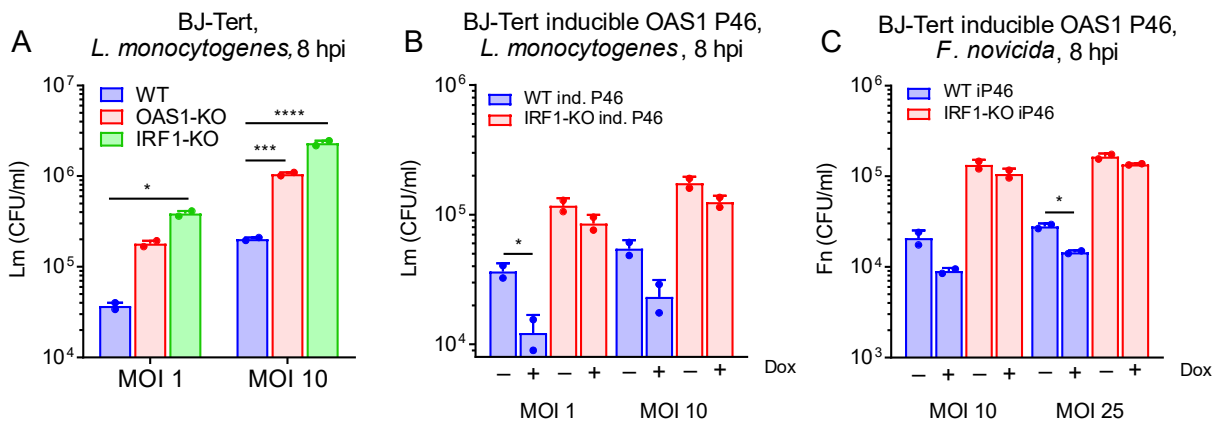 A
BJ-Tert,
L. monocytogenes, 8 hpi
Lm (CFU/ml)
10^7
10^6
10^5
10^4
WT
OAS1-KO
IRF1-KO
*
***
****
MOI 1 MOI 10
B
BJ-Tert inducible OAS1 P46,
L. monocytogenes, 8 hpi
Lm (CFU/ml)
10^6
10^5
10^4
WT ind. P46
IRF1-KO ind. P46
*
– + – + – + – + Dox
MOI 1 MOI 10
C
BJ-Tert inducible OAS1 P46,
F. novicida, 8 hpi
Fn (CFU/ml)
10^6
10^5
10^4
10^3
WT iP46
IRF1-KO iP46
*
– + – + – + – + Dox
MOI 10 MOI 25